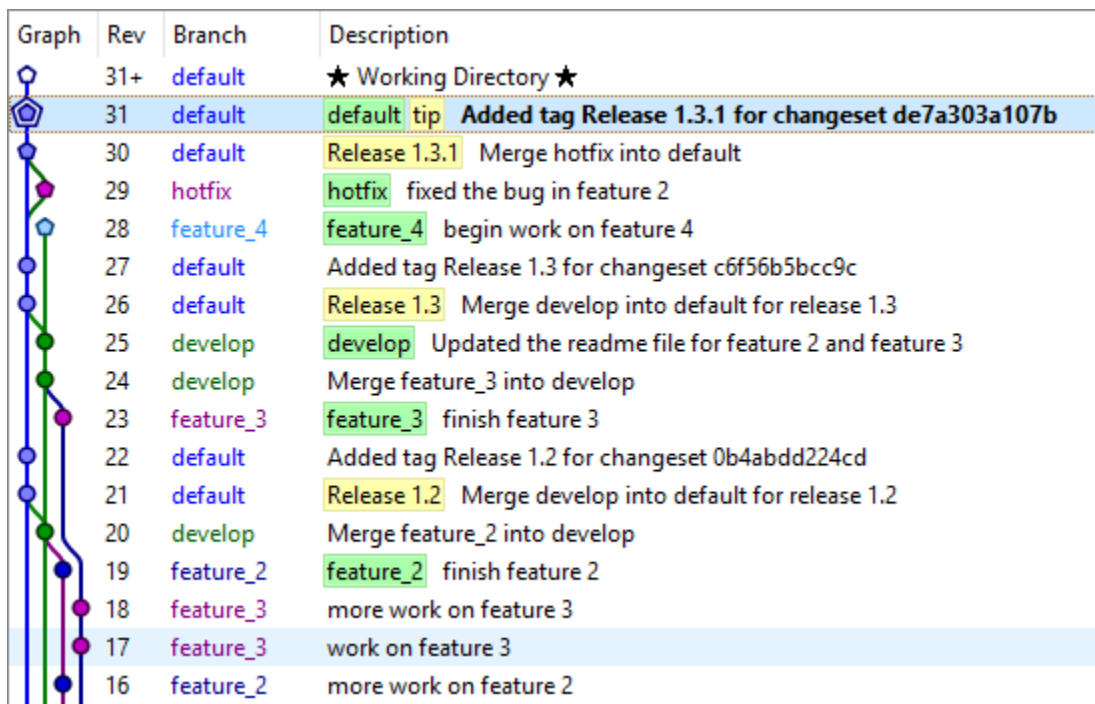 Graph Rev Branch Description
31+ default ★ Working Directory ★
31 default default tip Added tag Release 1.3.1 for changeset de7a303a107b
30 default Release 1.3.1 Merge hotfix into default
29 hotfix hotfix fixed the bug in feature 2
28 feature_4 feature_4 begin work on feature 4
27 default Added tag Release 1.3 for changeset c6f56b5bcc9c
26 default Release 1.3 Merge develop into default for release 1.3
25 develop develop Updated the readme file for feature 2 and feature 3
24 develop Merge feature_3 into develop
23 feature_3 feature_3 finish feature 3
22 default Added tag Release 1.2 for changeset 0b4abdd224cd
21 default Release 1.2 Merge develop into default for release 1.2
20 develop Merge feature_2 into develop
19 feature_2 feature_2 finish feature 2
18 feature_3 more work on feature 3
17 feature_3 work on feature 3
16 feature_2 more work on feature 2